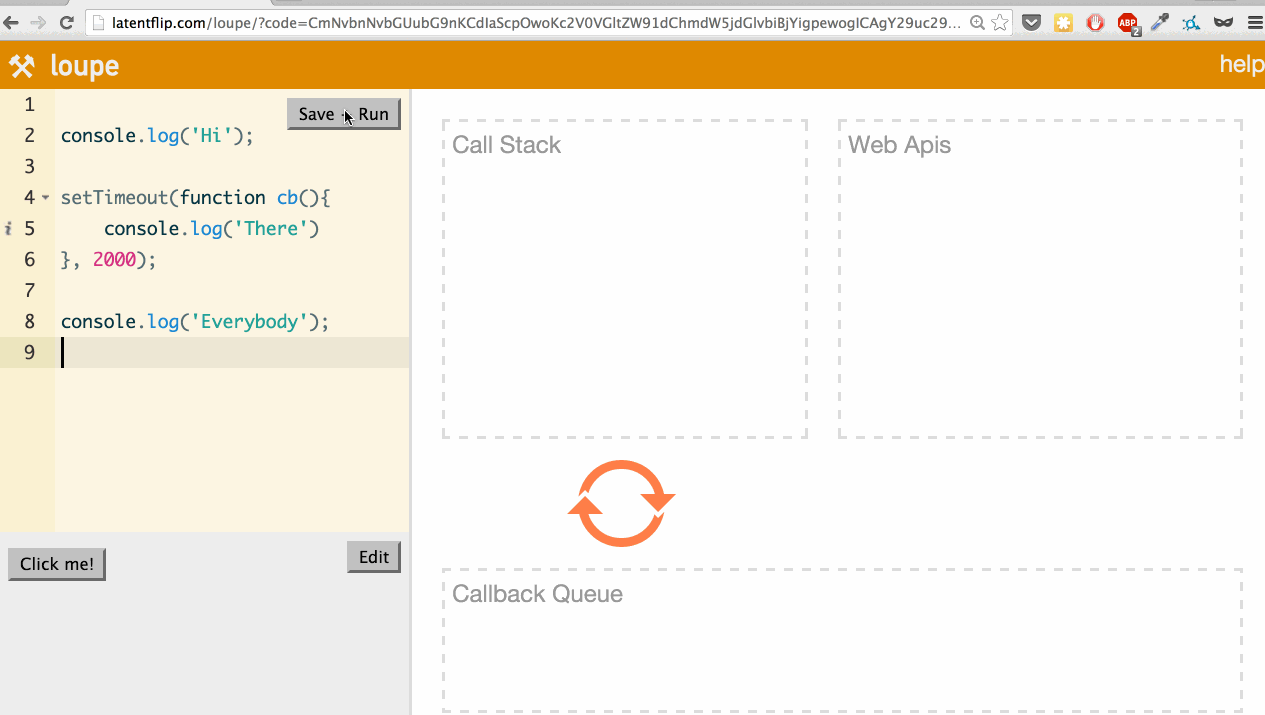 latentflip.com/loupe/?code=CmNvbnNvbGUubG9nKCdIaScpOwoKc2V0VGltZW91dChmdW5jdGlvbiBjYigpewogICAgY29uc29...
ABP
2
loupe
help
Save + Run
1
2 console.log('Hi');
3
4 setTimeout(function cb(){
i 5 console.log('There')
6 }, 2000);
7
8 console.log('Everybody');
9
Call Stack
Web Apis
Click me!
Edit
Callback Queue